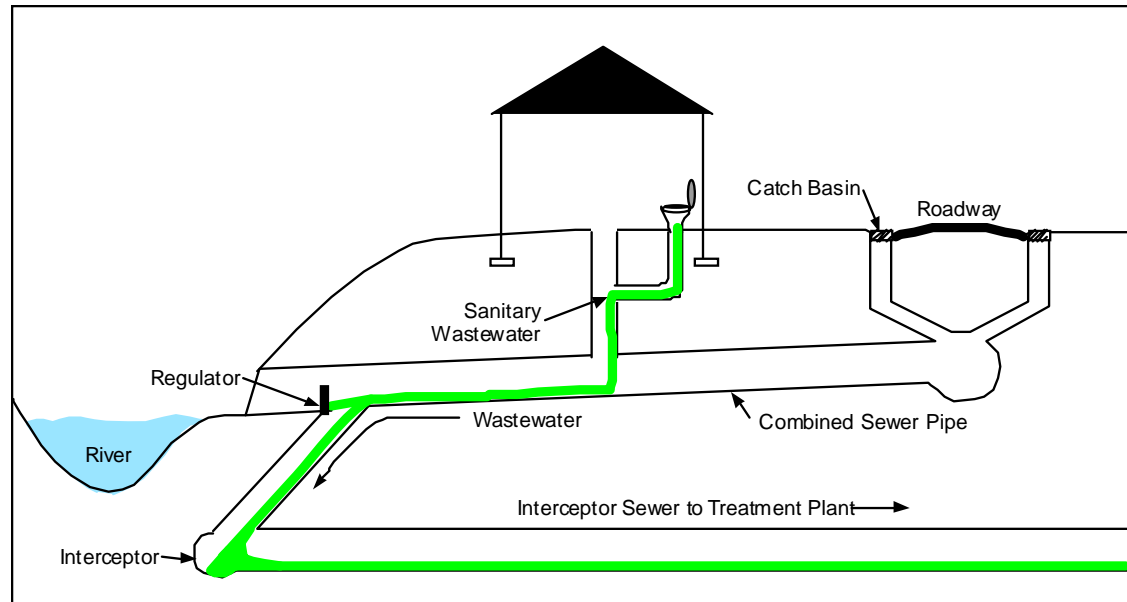 Catch Basin
Roadway
Sanitary
Wastewater
Regulator
Wastewater
Combined Sewer Pipe
River
Interceptor Sewer to Treatment Plant
Interceptor